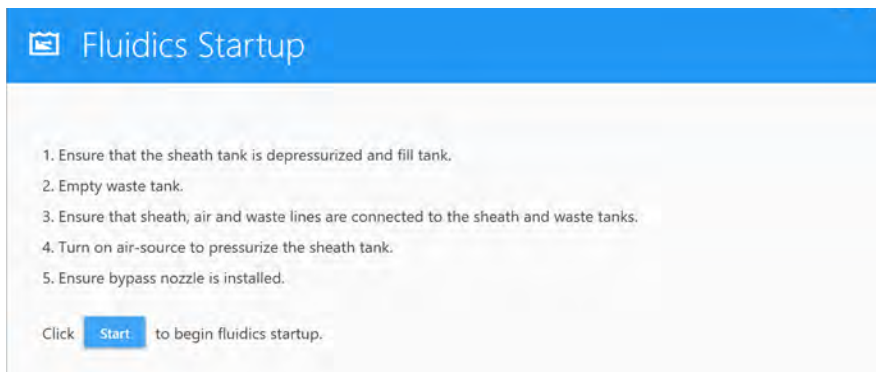 Fluidics Startup
1. Ensure that the sheath tank is depressurized and fill tank.
2. Empty waste tank.
3. Ensure that sheath, air and waste lines are connected to the sheath and waste tanks.
4. Turn on air-source to pressurize the sheath tank.
5. Ensure bypass nozzle is installed.
Click Start to begin fluidics startup.